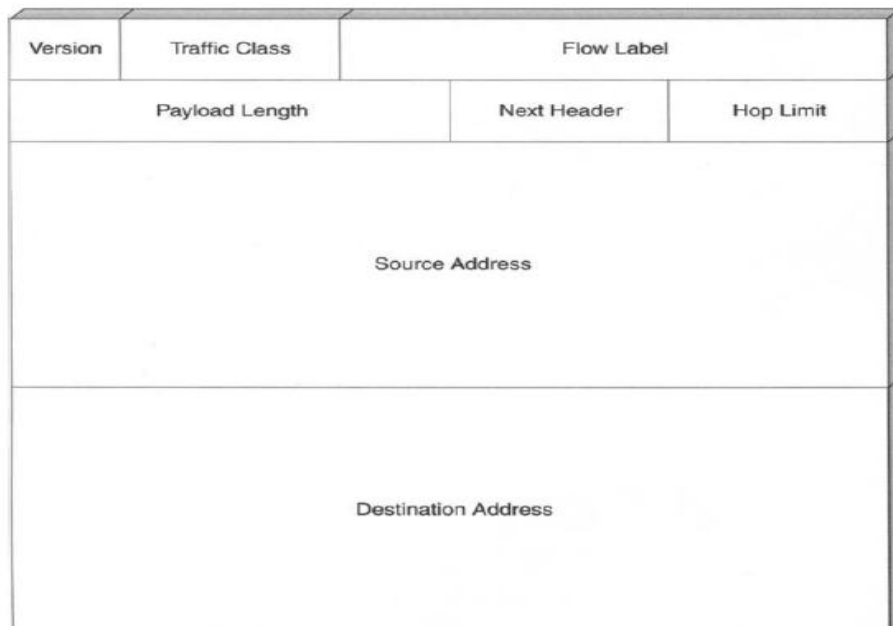 Version Traffic Class Flow Label
Payload Length Next Header Hop Limit
Source Address
Destination Address